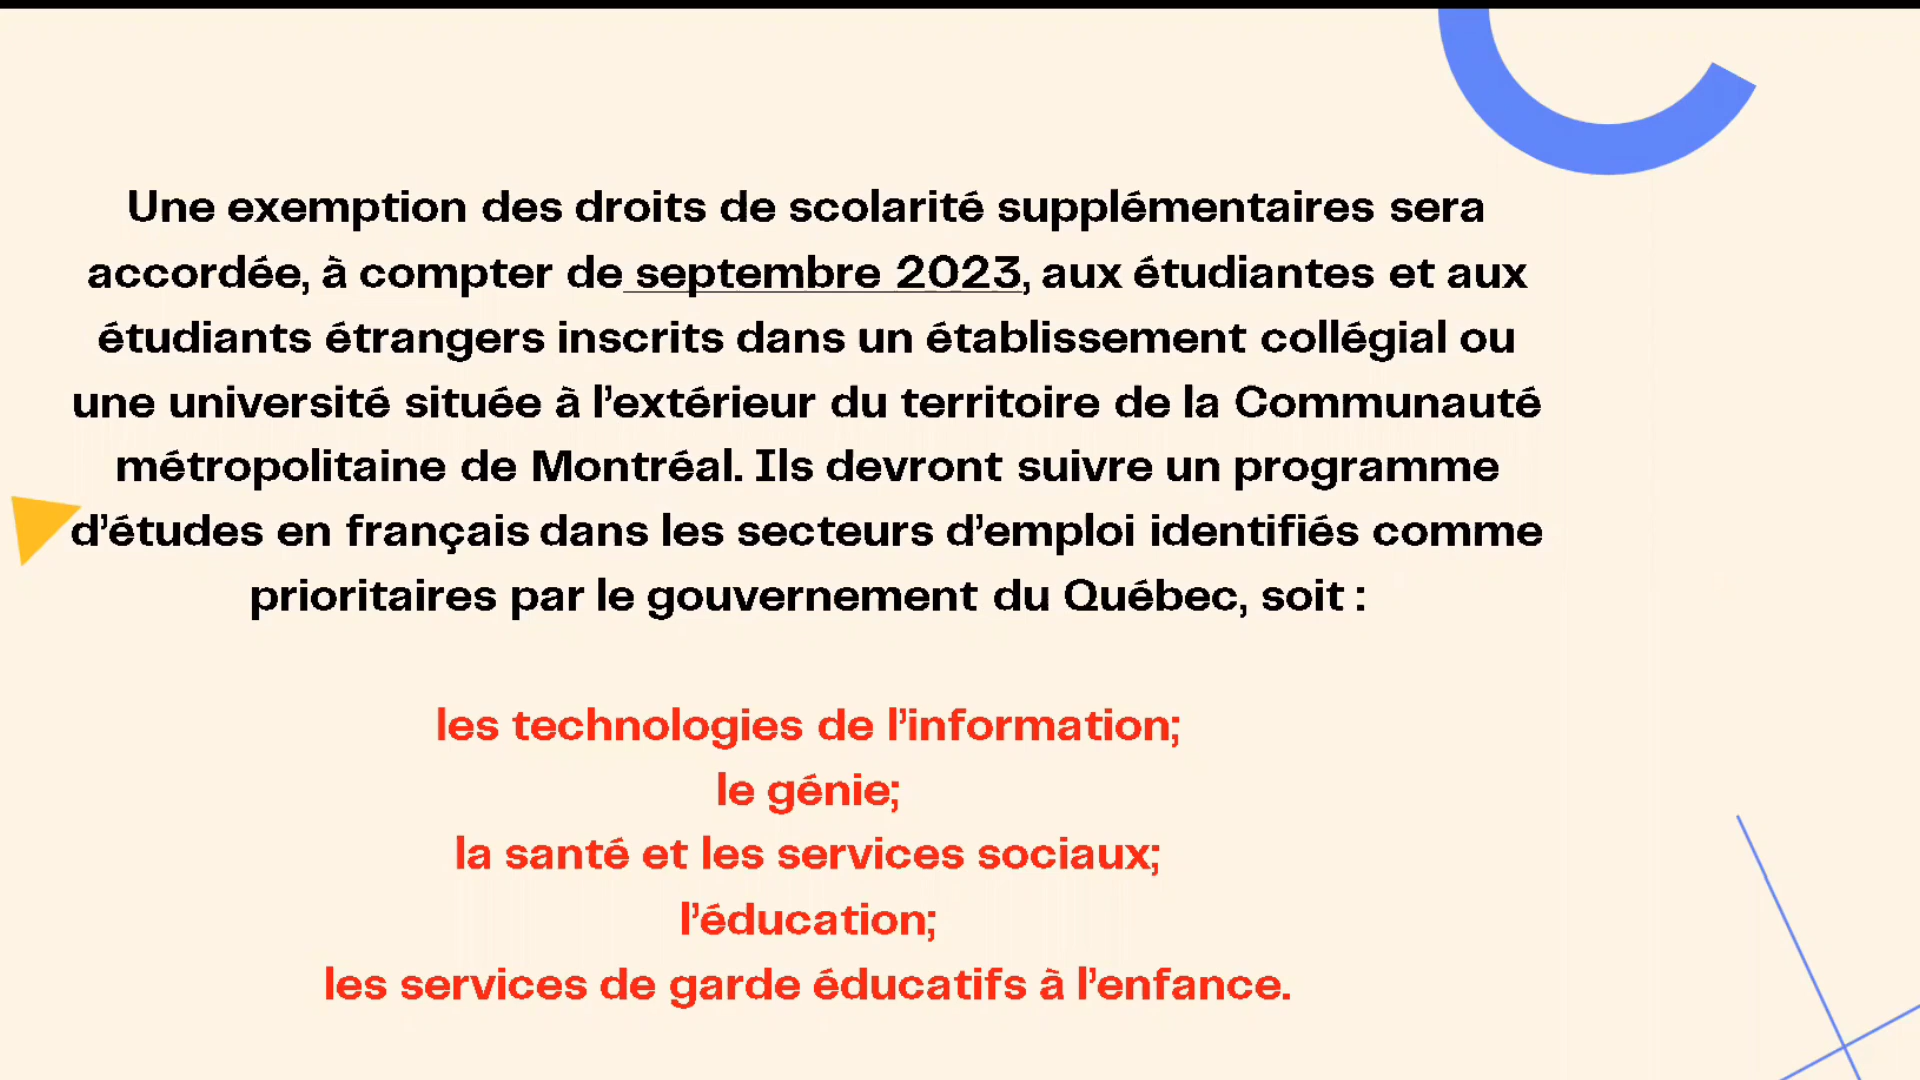 Une exemption des droits de scolarité supplémentaires sera
accordée, à compter de septembre 2023, aux étudiantes et aux
étudiants étrangers inscrits dans un établissement collégial ou
une université située à l'extérieur du territoire de la Communauté
métropolitaine de Montréal. Ils devront suivre un programme
d'études en français dans les secteurs d'emploi identifiés comme
prioritaires par le gouvernement du Québec, soit :
les technologies de l'information;
le génie;
la santé et les services sociaux;
l'éducation;
les services de garde éducatifs à l'enfance.